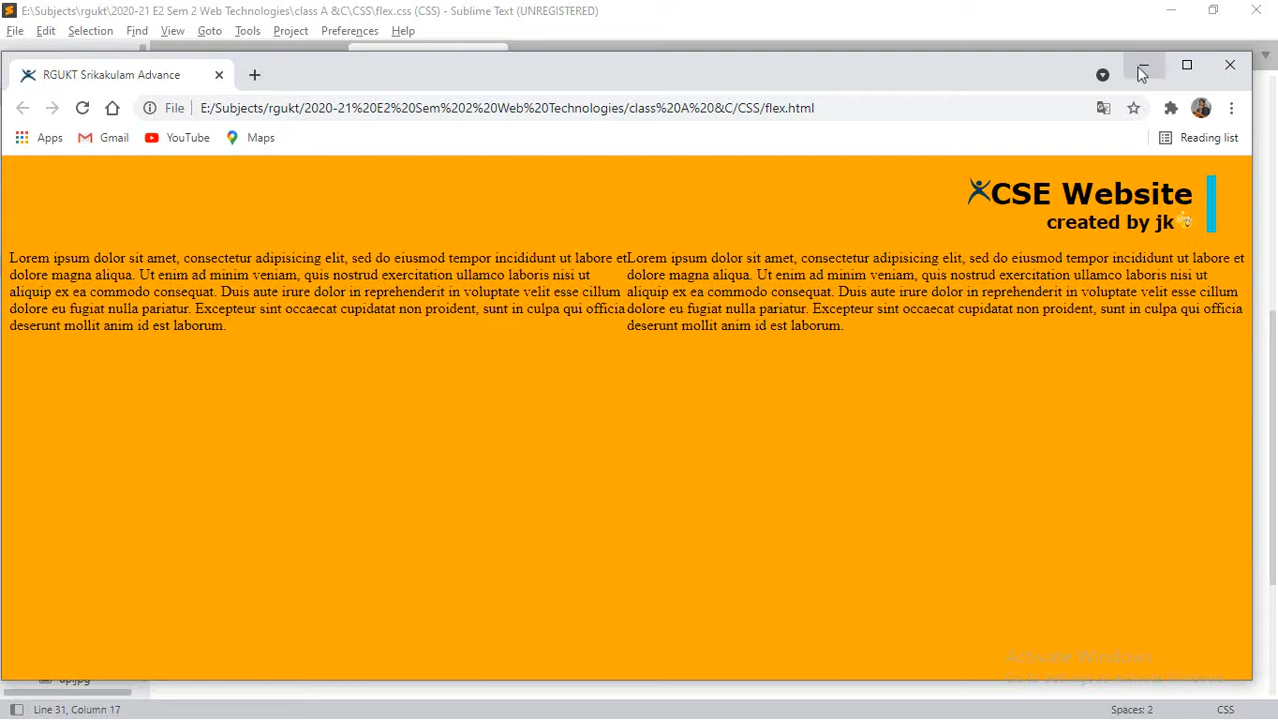 E:\Subjects\rgukt\2020-21 E2 Sem 2 Web Technologies\class A &C\CSS\flex.css (CSS) - Sublime Text (UNREGISTERED)
File Edit Selection Find View Goto Tools Project Preferences Help
RGUKT Srikakulam Advance
File E:/Subjects/rgukt/2020-21%20E2%20Sem%202%20Web%20Technologies/class%20A%20&C/CSS/flex.html
Apps Gmail YouTube Maps Reading list
CSE Website
created by jk
Lorem ipsum dolor sit amet, consectetur adipisicing elit, sed do eiusmod tempor incididunt ut labore et
dolore magna aliqua. Ut enim ad minim veniam, quis nostrud exercitation ullamco laboris nisi ut
aliquip ex ea commodo consequat. Duis aute irure dolor in reprehenderit in voluptate velit esse cillum
dolore eu fugiat nulla pariatur. Excepteur sint occaecat cupidatat non proident, sunt in culpa qui officia
deserunt mollit anim id est laborum.
Lorem ipsum dolor sit amet, consectetur adipisicing elit, sed do eiusmod tempor incididunt ut labore et
dolore magna aliqua. Ut enim ad minim veniam, quis nostrud exercitation ullamco laboris nisi ut
aliquip ex ea commodo consequat. Duis aute irure dolor in reprehenderit in voluptate velit esse cillum
dolore eu fugiat nulla pariatur. Excepteur sint occaecat cupidatat non proident, sunt in culpa qui officia
deserunt mollit anim id est laborum.
Activate Windows
Line 31, Column 17 Spaces: 2 CSS